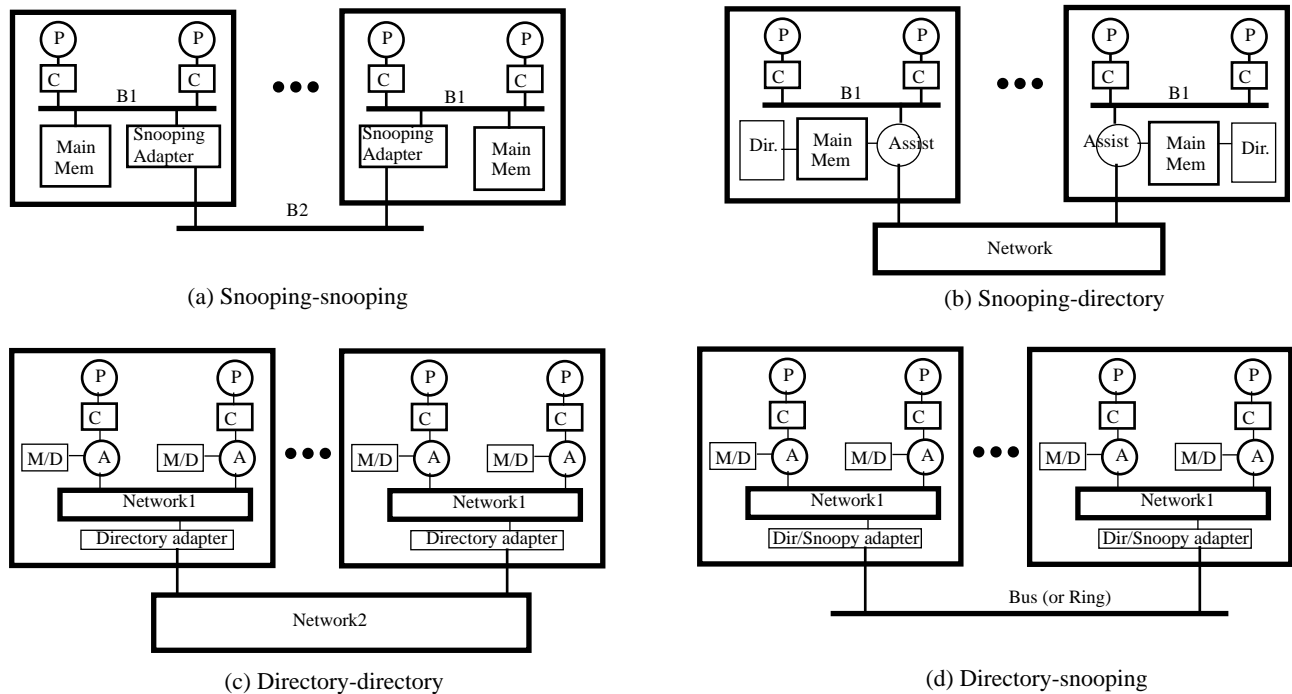 P P P P
C C C C
B1 B1
Main Mem
Snooping Adapter
Snooping Adapter
Main Mem
B2
(a) Snooping-snooping
P P P P
C C C C
B1 B1
Dir.
Main Mem
Assist
Assist
Main Mem
Dir.
Network
(b) Snooping-directory
P P P P
C C C C
M/D A M/D A M/D A M/D A
Network1 Network1
Directory adapter Directory adapter
Network2
(c) Directory-directory
P P P P
C C C C
M/D A M/D A M/D A M/D A
Network1 Network1
Dir/Snoopy adapter Dir/Snoopy adapter
Bus (or Ring)
(d) Directory-snooping